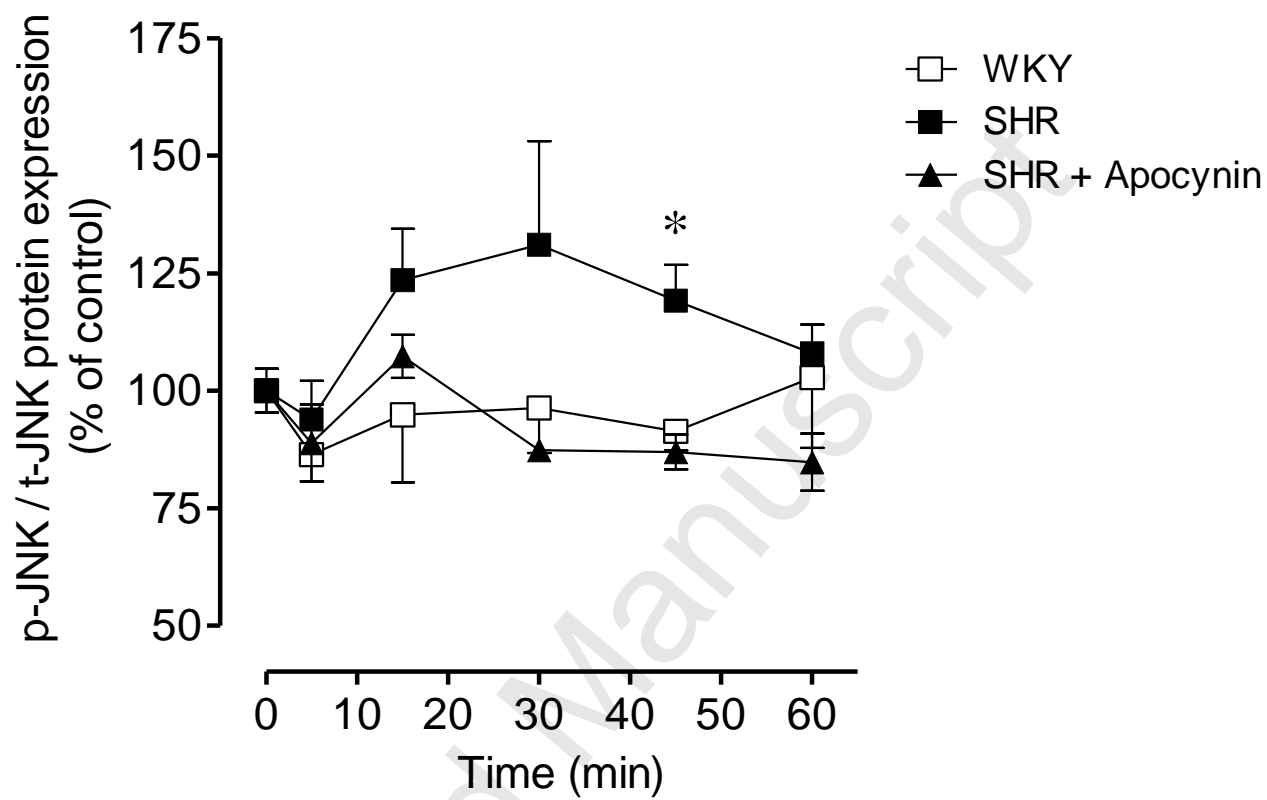 p-JNK / t-JNK protein expression
(% of control)
175
150
125
100
75
50
*
WKY
SHR
SHR + Apocynin
0 10 20 30 40 50 60
Time (min)
d Manuscript